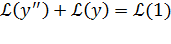 ℒ(y′′) + ℒ(y) = ℒ(1)